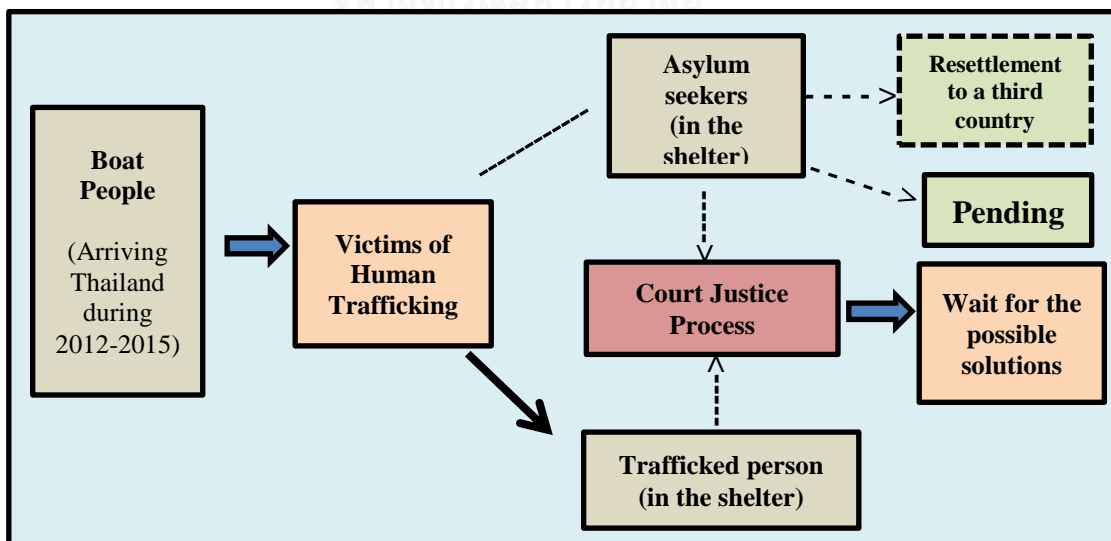 Boat
People
(Arriving
Thailand
during
2012-2015)
Victims of
Human
Trafficking
Asylum
seekers
(in the
shelter)
Resettlement
to a third
country
Pending
Court Justice
Process
Wait for the
possible
solutions
Trafficked person
(in the shelter)